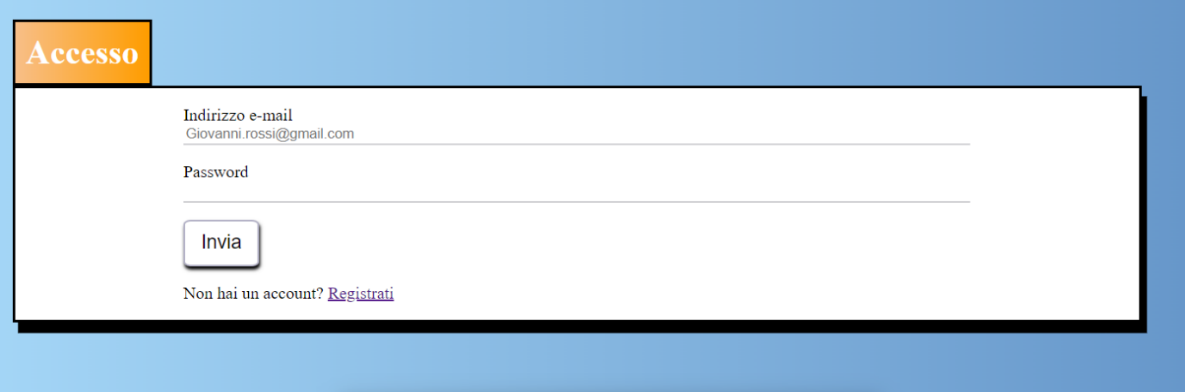 Accesso
Indirizzo e-mail
Giovanni.rossi@gmail.com
Password
Invia
Non hai un account? Registrati